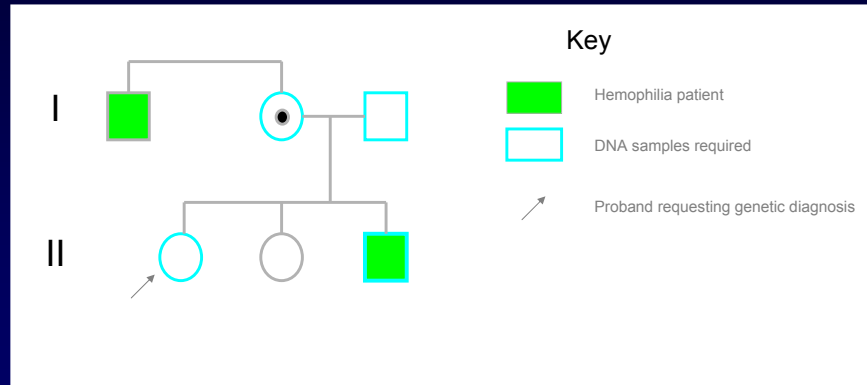 Key
I
Hemophilia patient
DNA samples required
Proband requesting genetic diagnosis
II